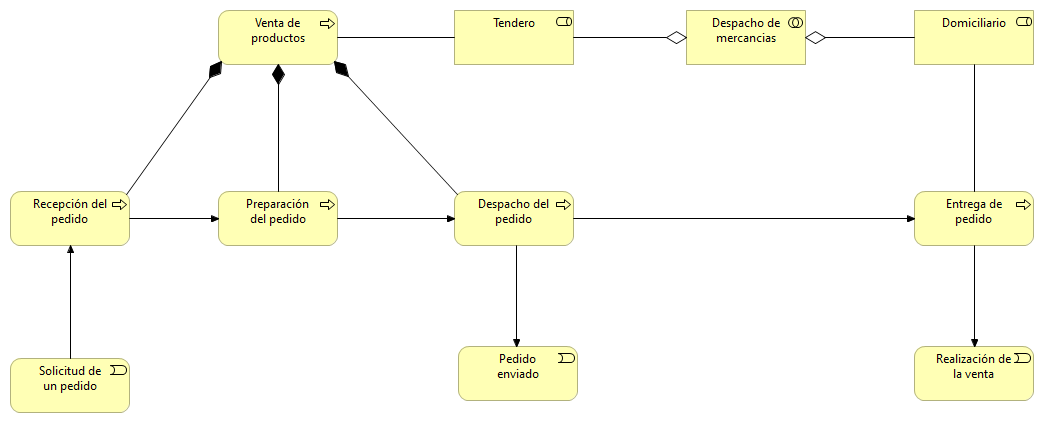 Venta de
productos
Tendero
Despacho de
mercancias
Domiciliario
Recepción del
pedido
Preparación
del pedido
Despacho del
pedido
Entrega de
pedido
Solicitud de
un pedido
Pedido
enviado
Realización de
la venta